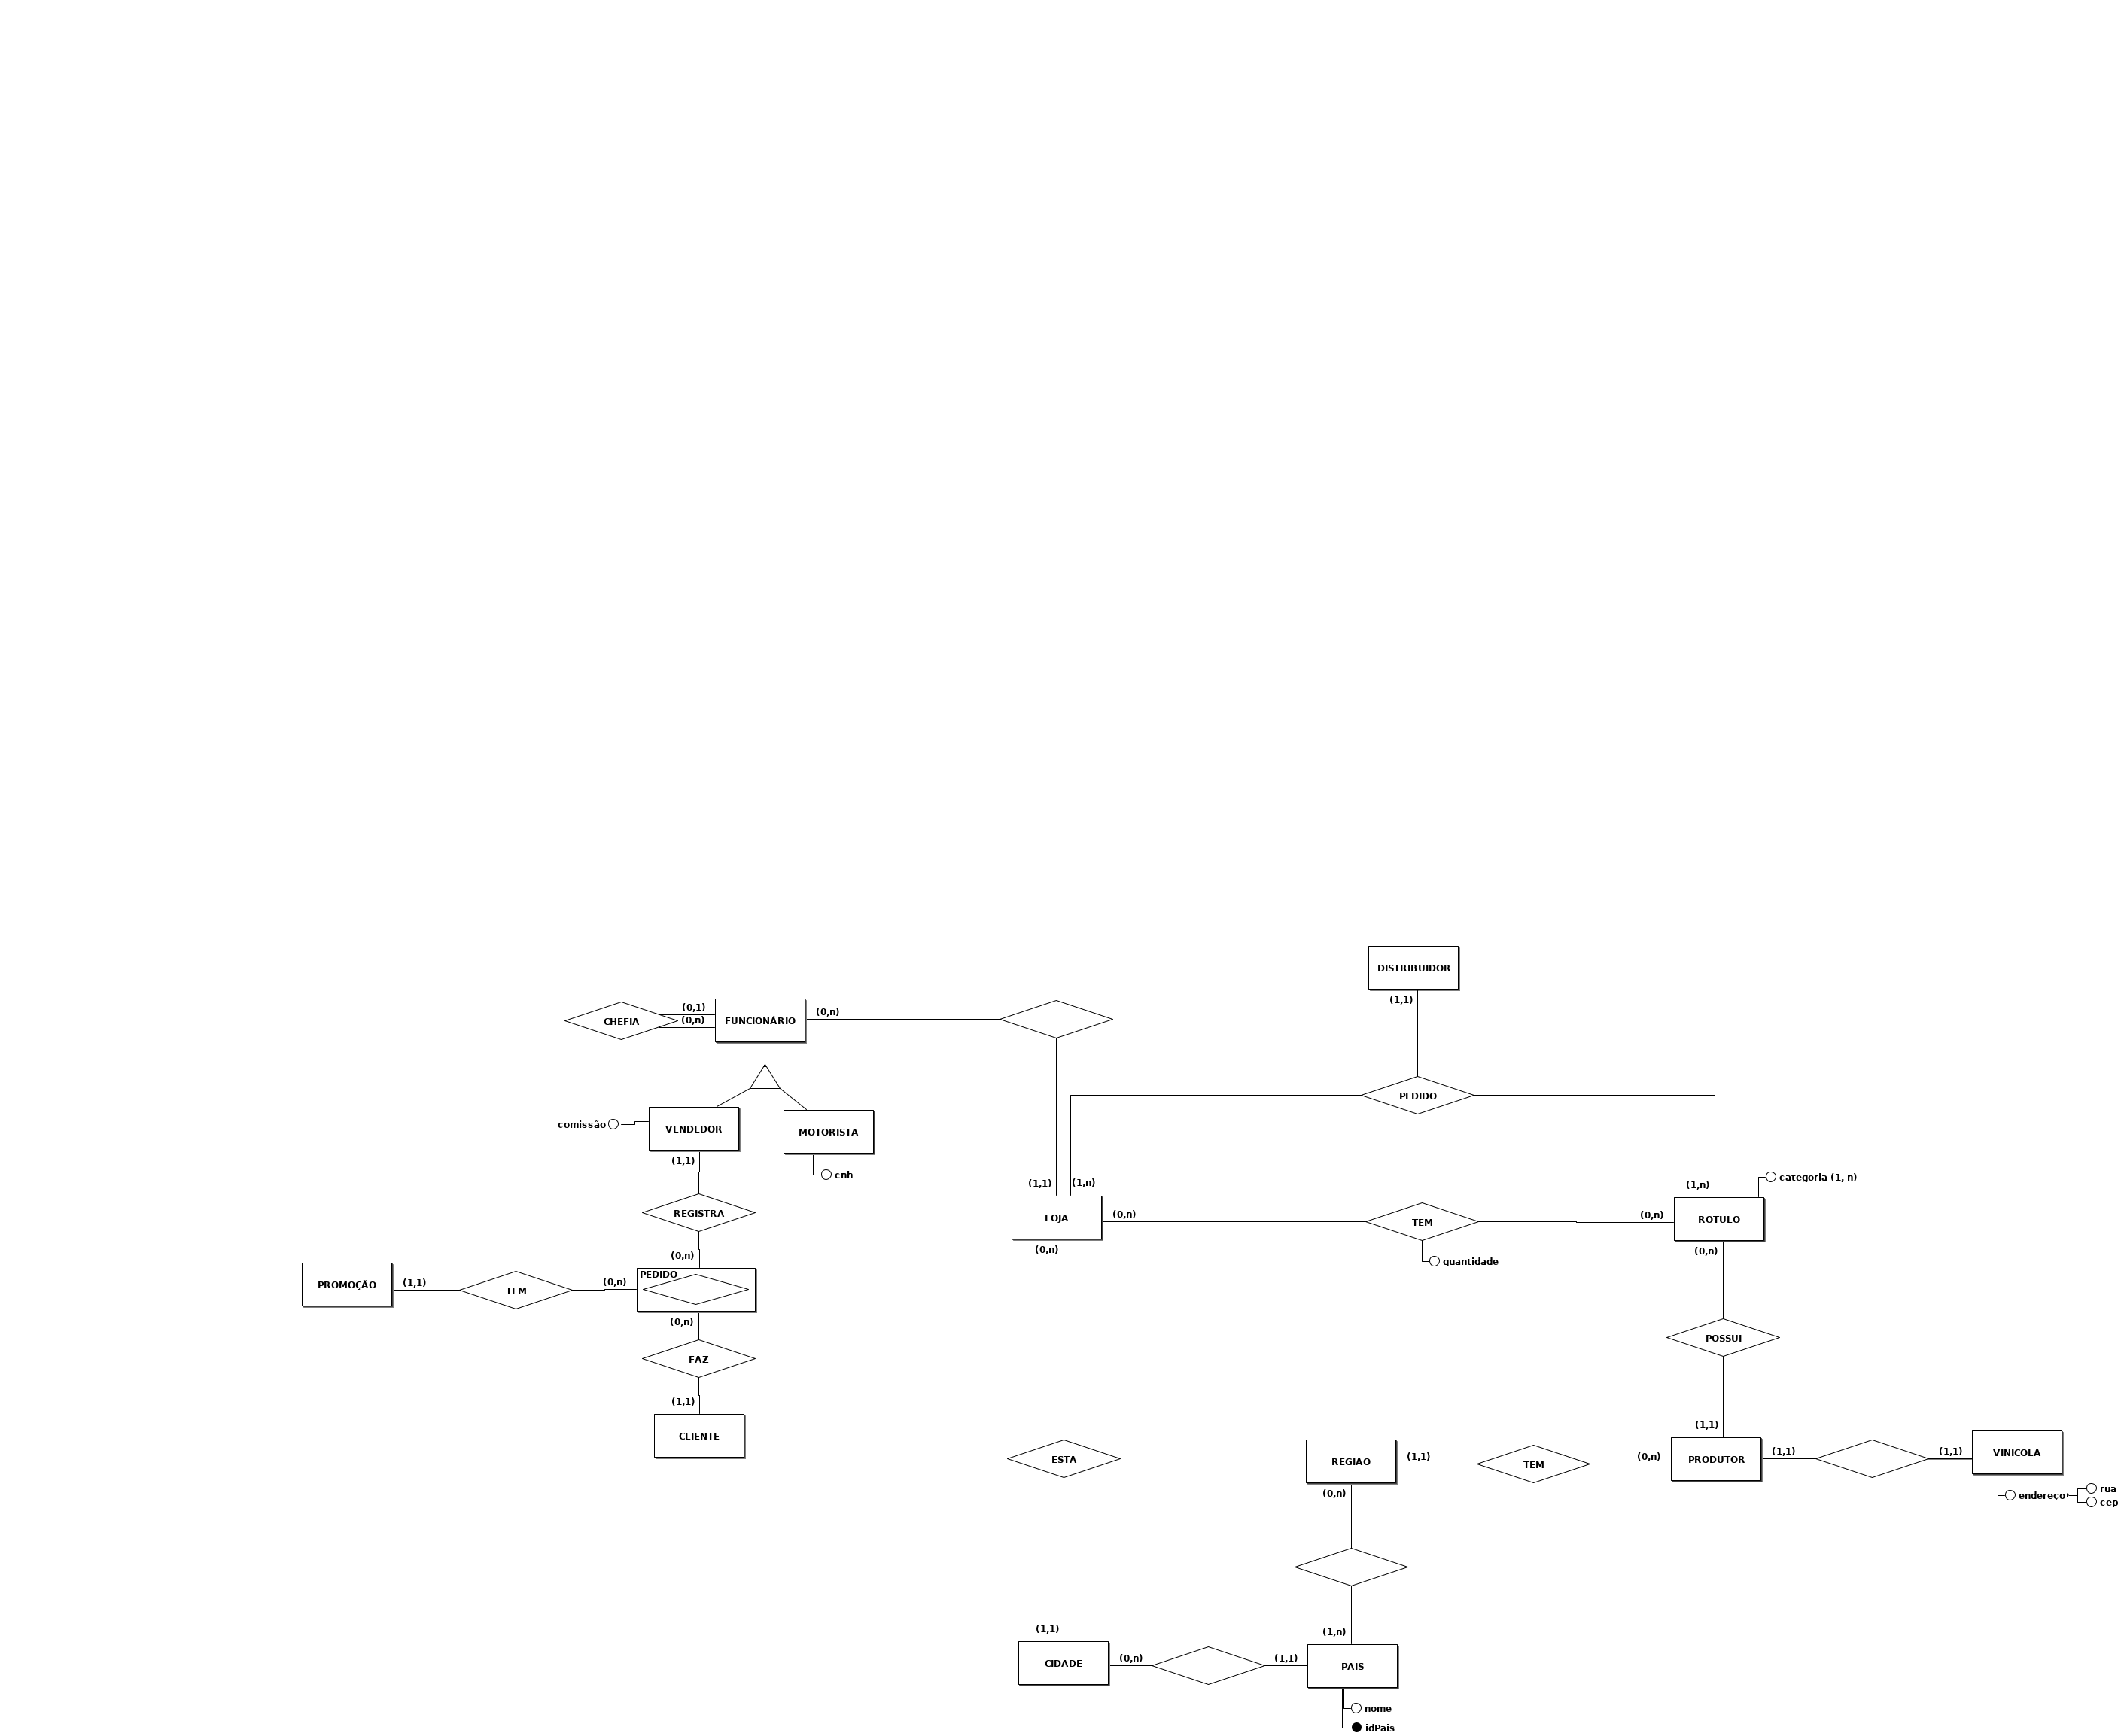 DISTRIBUIDOR
(1,1)
(0,1)
(0,n)
CHEFIA
FUNCIONÁRIO
(0,n)
PEDIDO
comissão
VENDEDOR
MOTORISTA
(1,1)
cnh
(1,1)
(1,n)
(1,n)
categoria (1, n)
REGISTRA
LOJA
(0,n)
TEM
(0,n)
ROTULO
(0,n)
(0,n)
(0,n)
quantidade
PROMOÇÃO
(1,1)
TEM
(0,n)
PEDIDO
(0,n)
POSSUI
FAZ
(1,1)
(1,1)
CLIENTE
ESTA
REGIAO
(1,1)
TEM
(0,n)
PRODUTOR
(1,1)
(1,1)
VINICOLA
(0,n)
endereço
rua
cep
(1,1)
(1,n)
CIDADE
(0,n)
(1,1)
PAIS
nome
idPais